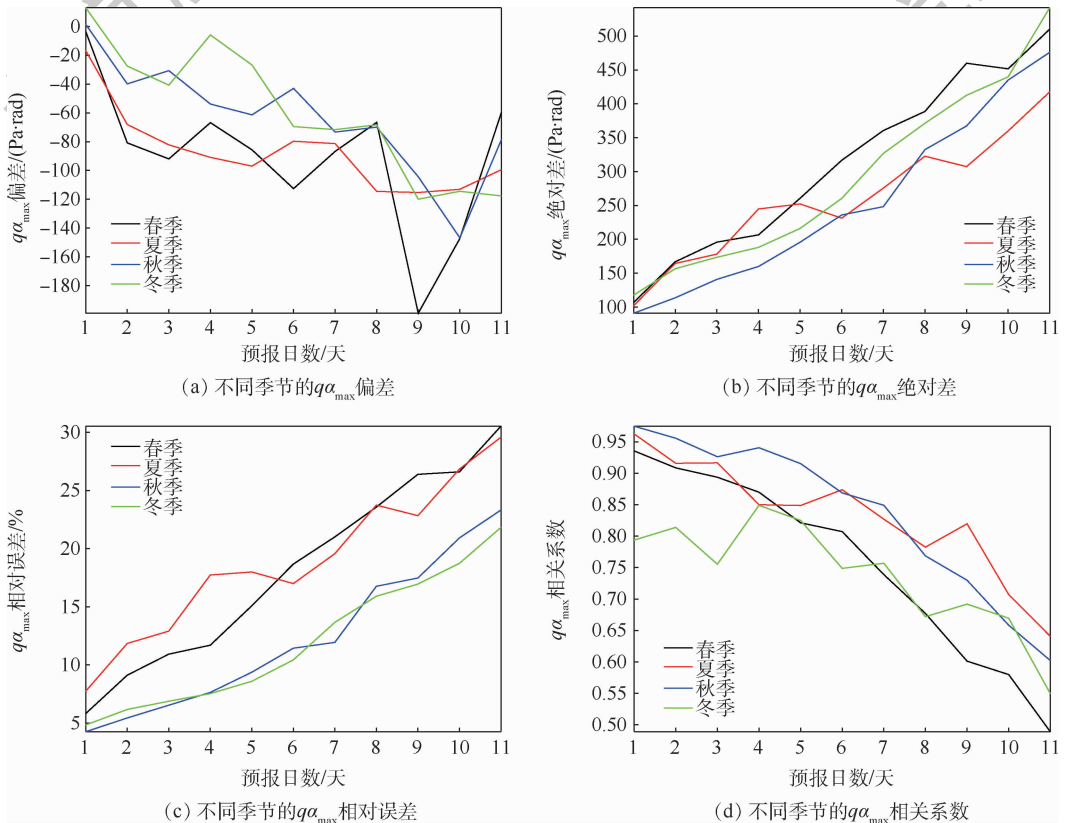 0
−20
−40
−60
−80
−100
−120
−140
−160
−180
qα_max偏差/(Pa·rad)
春季
夏季
秋季
冬季
1 2 3 4 5 6 7 8 9 10 11
预报日数/天
(a) 不同季节的qα_max偏差
500
450
400
350
300
250
200
150
100
qα_max绝对差/(Pa·rad)
春季
夏季
秋季
冬季
1 2 3 4 5 6 7 8 9 10 11
预报日数/天
(b) 不同季节的qα_max绝对差
30
25
20
15
10
5
qα_max相对误差/%
春季
夏季
秋季
冬季
1 2 3 4 5 6 7 8 9 10 11
预报日数/天
(c) 不同季节的qα_max相对误差
0.95
0.90
0.85
0.80
0.75
0.70
0.65
0.60
0.55
0.50
qα_max相关系数
春季
夏季
秋季
冬季
1 2 3 4 5 6 7 8 9 10 11
预报日数/天
(d) 不同季节的qα_max相关系数